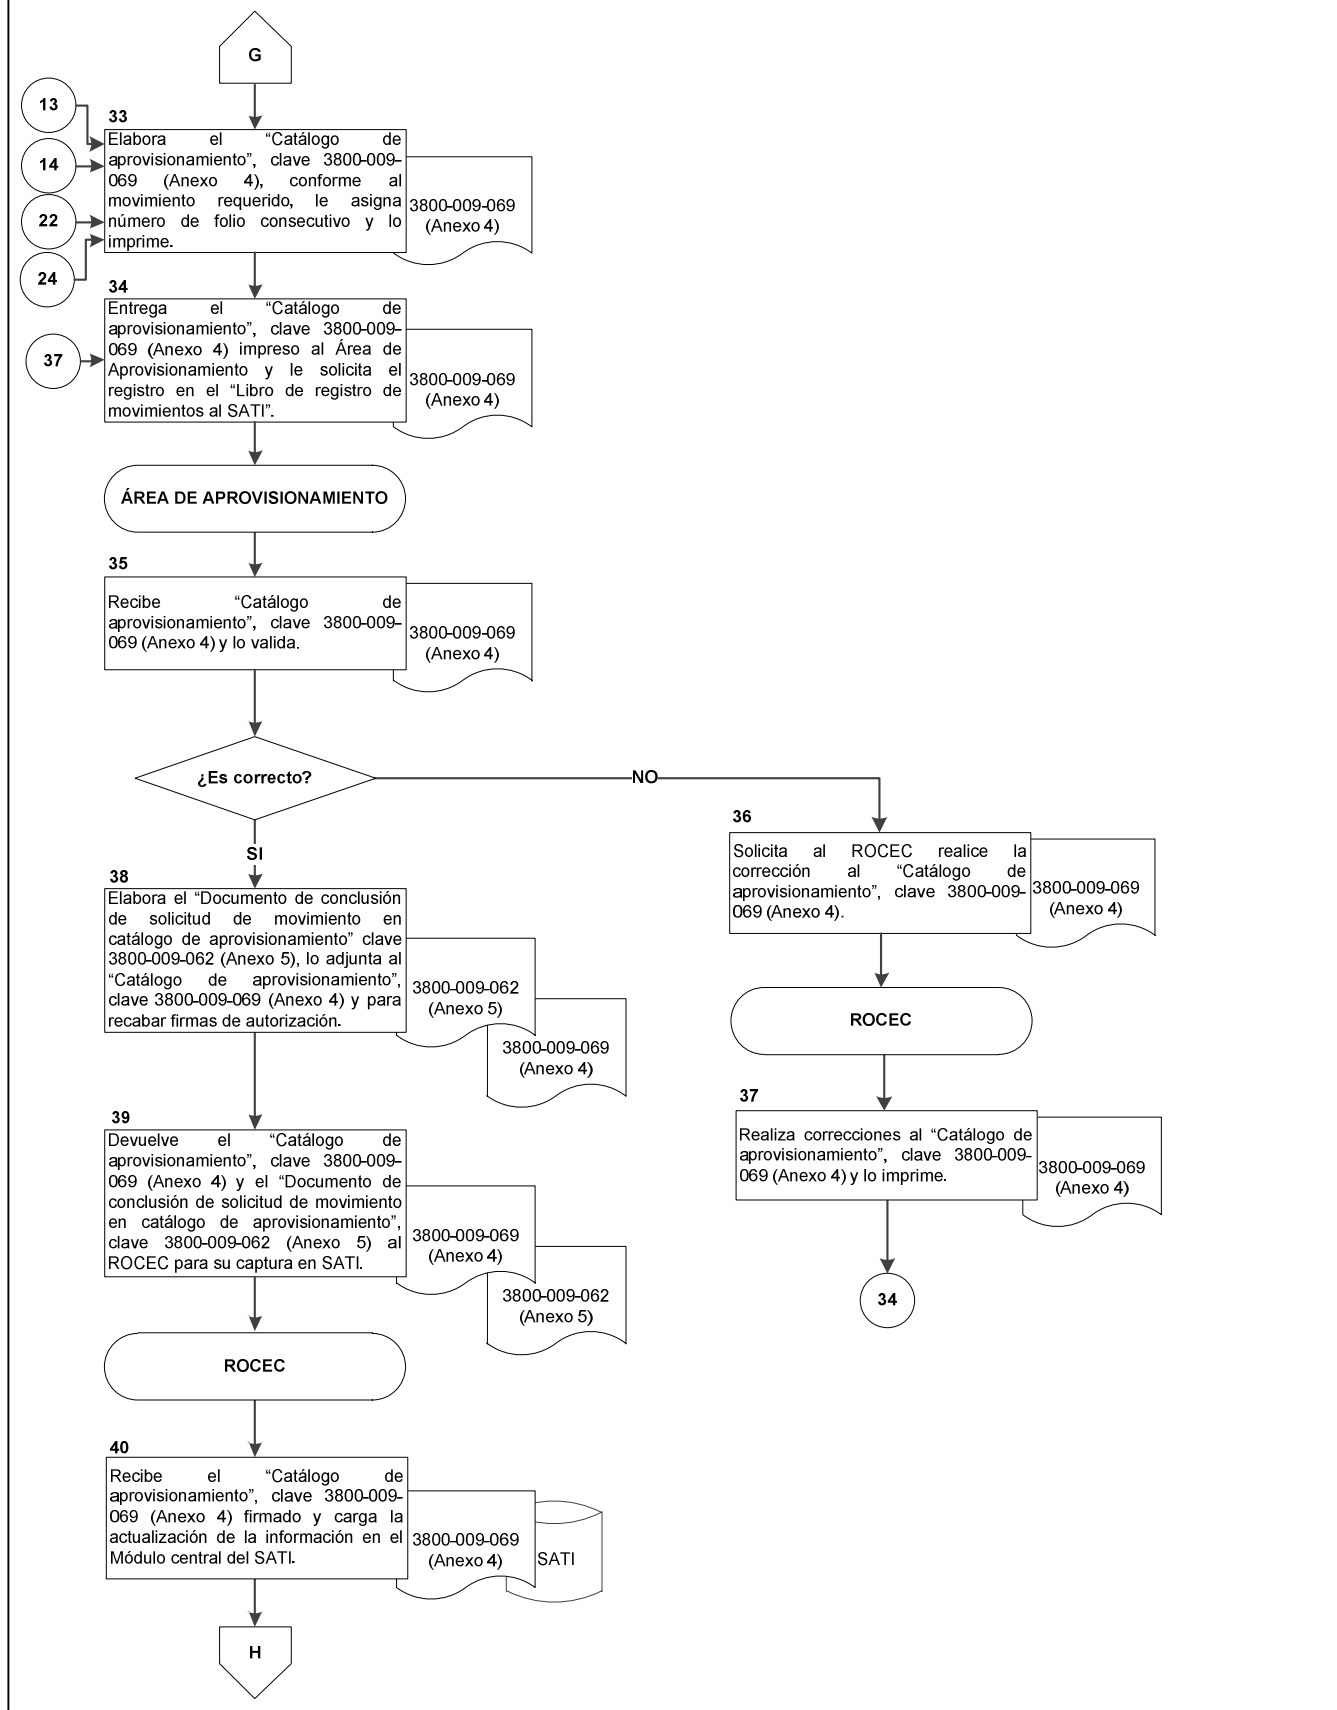 G
13
14
22
24
33
Elabora el “Catálogo de
aprovisionamiento”, clave 3800-009-
069 (Anexo 4), conforme al
movimiento requerido, le asigna
número de folio consecutivo y lo
imprime.
3800-009-069
(Anexo 4)
34
37
Entrega el “Catálogo de
aprovisionamiento”, clave 3800-009-
069 (Anexo 4) impreso al Área de
Aprovisionamiento y le solicita el
registro en el “Libro de registro de
movimientos al SATI”.
3800-009-069
(Anexo 4)
ÁREA DE APROVISIONAMIENTO
35
Recibe “Catálogo de
aprovisionamiento”, clave 3800-009-
069 (Anexo 4) y lo valida.
3800-009-069
(Anexo 4)
¿Es correcto?
NO
SI
36
Solicita al ROCEC realice la
corrección al “Catálogo de
aprovisionamiento”, clave 3800-009-
069 (Anexo 4).
3800-009-069
(Anexo 4)
ROCEC
37
Realiza correcciones al “Catálogo de
aprovisionamiento”, clave 3800-009-
069 (Anexo 4) y lo imprime.
3800-009-069
(Anexo 4)
34
38
Elabora el “Documento de conclusión
de solicitud de movimiento en
catálogo de aprovisionamiento” clave
3800-009-062 (Anexo 5), lo adjunta al
“Catálogo de aprovisionamiento”,
clave 3800-009-069 (Anexo 4) y para
recabar firmas de autorización.
3800-009-062
(Anexo 5)
3800-009-069
(Anexo 4)
39
Devuelve el “Catálogo de
aprovisionamiento”, clave 3800-009-
069 (Anexo 4) y el “Documento de
conclusión de solicitud de movimiento
en catálogo de aprovisionamiento”,
clave 3800-009-062 (Anexo 5) al
ROCEC para su captura en SATI.
3800-009-069
(Anexo 4)
3800-009-062
(Anexo 5)
ROCEC
40
Recibe el “Catálogo de
aprovisionamiento”, clave 3800-009-
069 (Anexo 4) firmado y carga la
actualización de la información en el
Módulo central del SATI.
3800-009-069
(Anexo 4)
SATI
H